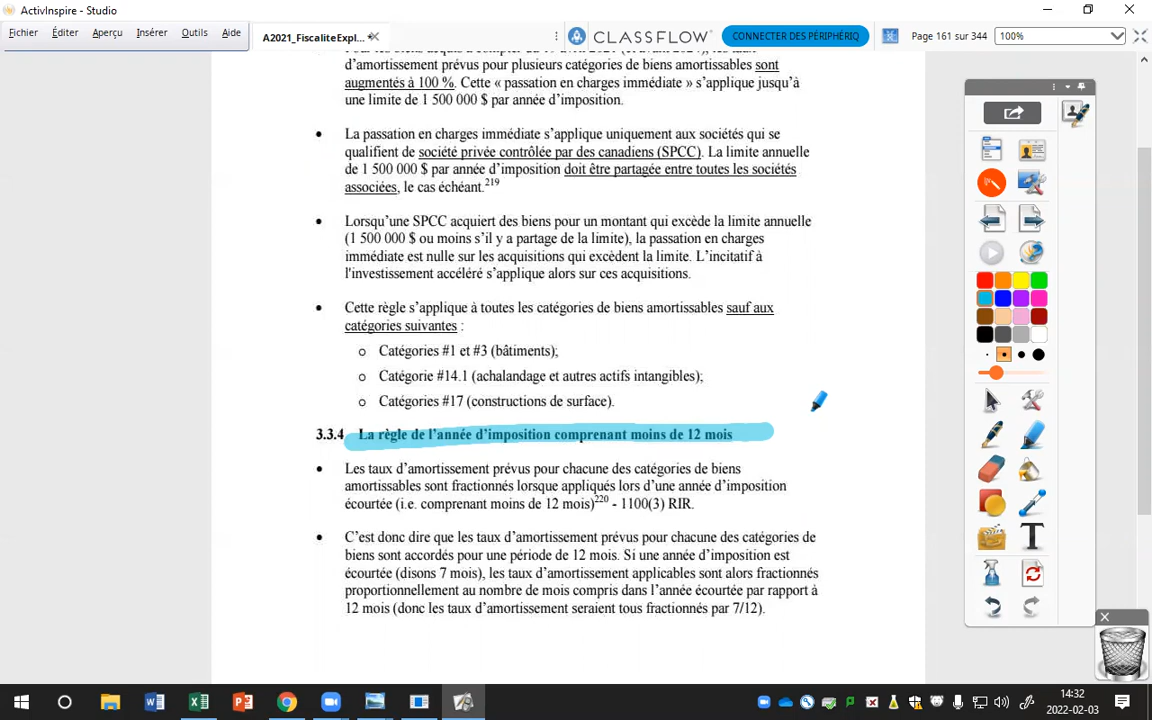 ActivInspire - Studio
Fichier Éditer Aperçu Insérer Outils Aide
A2021_FiscaliteExpl...
CLASSFLOW
CONNECTER DES PÉRIPHÉRIQ
Page 161 sur 344
100%
d'amortissement prévus pour plusieurs catégories de biens amortissables sont
augmentés à 100 %. Cette « passation en charges immédiate » s'applique jusqu'à
une limite de 1 500 000 $ par année d'imposition.
• La passation en charges immédiate s'applique uniquement aux sociétés qui se
qualifient de société privée contrôlée par des canadiens (SPCC). La limite annuelle
de 1 500 000 $ par année d'imposition doit être partagée entre toutes les sociétés
associées, le cas échéant.219
• Lorsqu'une SPCC acquiert des biens pour un montant qui excède la limite annuelle
(1 500 000 $ ou moins s'il y a partage de la limite), la passation en charges
immédiate est nulle sur les acquisitions qui excèdent la limite. L'incitatif à
l'investissement accéléré s'applique alors sur ces acquisitions.
• Cette règle s'applique à toutes les catégories de biens amortissables sauf aux
catégories suivantes :
o Catégories #1 et #3 (bâtiments);
o Catégorie #14.1 (achalandage et autres actifs intangibles);
o Catégories #17 (constructions de surface).
3.3.4 La règle de l'année d'imposition comprenant moins de 12 mois
• Les taux d'amortissement prévus pour chacune des catégories de biens
amortissables sont fractionnés lorsque appliqués lors d'une année d'imposition
écourtée (i.e. comprenant moins de 12 mois)220 - 1100(3) RIR.
• C'est donc dire que les taux d'amortissement prévus pour chacune des catégories de
biens sont accordés pour une période de 12 mois. Si une année d'imposition est
écourtée (disons 7 mois), les taux d'amortissement applicables sont alors fractionnés
proportionnellement au nombre de mois compris dans l'année écourtée par rapport à
12 mois (donc les taux d'amortissement seraient tous fractionnés par 7/12).
14:32
2022-02-03